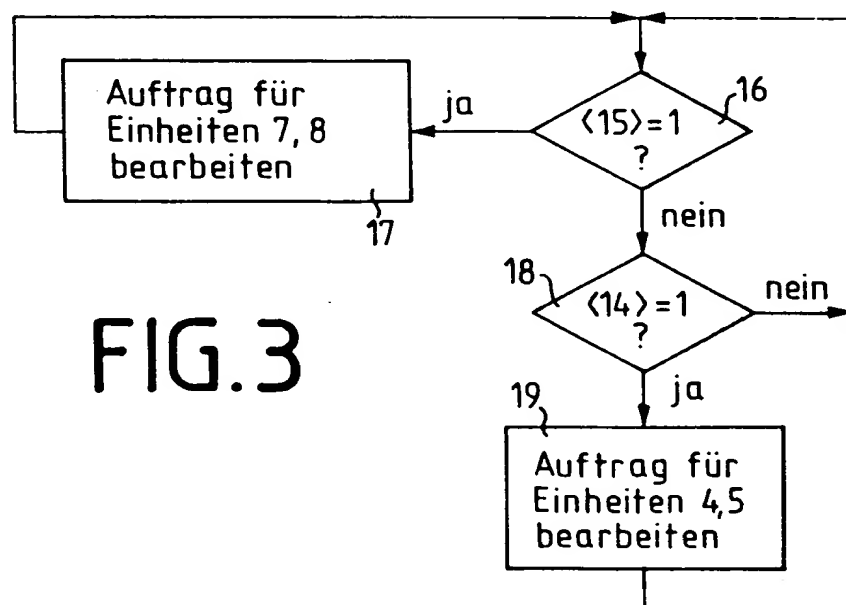 Auftrag für
Einheiten 7, 8
bearbeiten
17
ja
⟨15⟩=1
?
16
nein
18
⟨14⟩=1
?
nein
ja
FIG.3
19
Auftrag für
Einheiten 4,5
bearbeiten